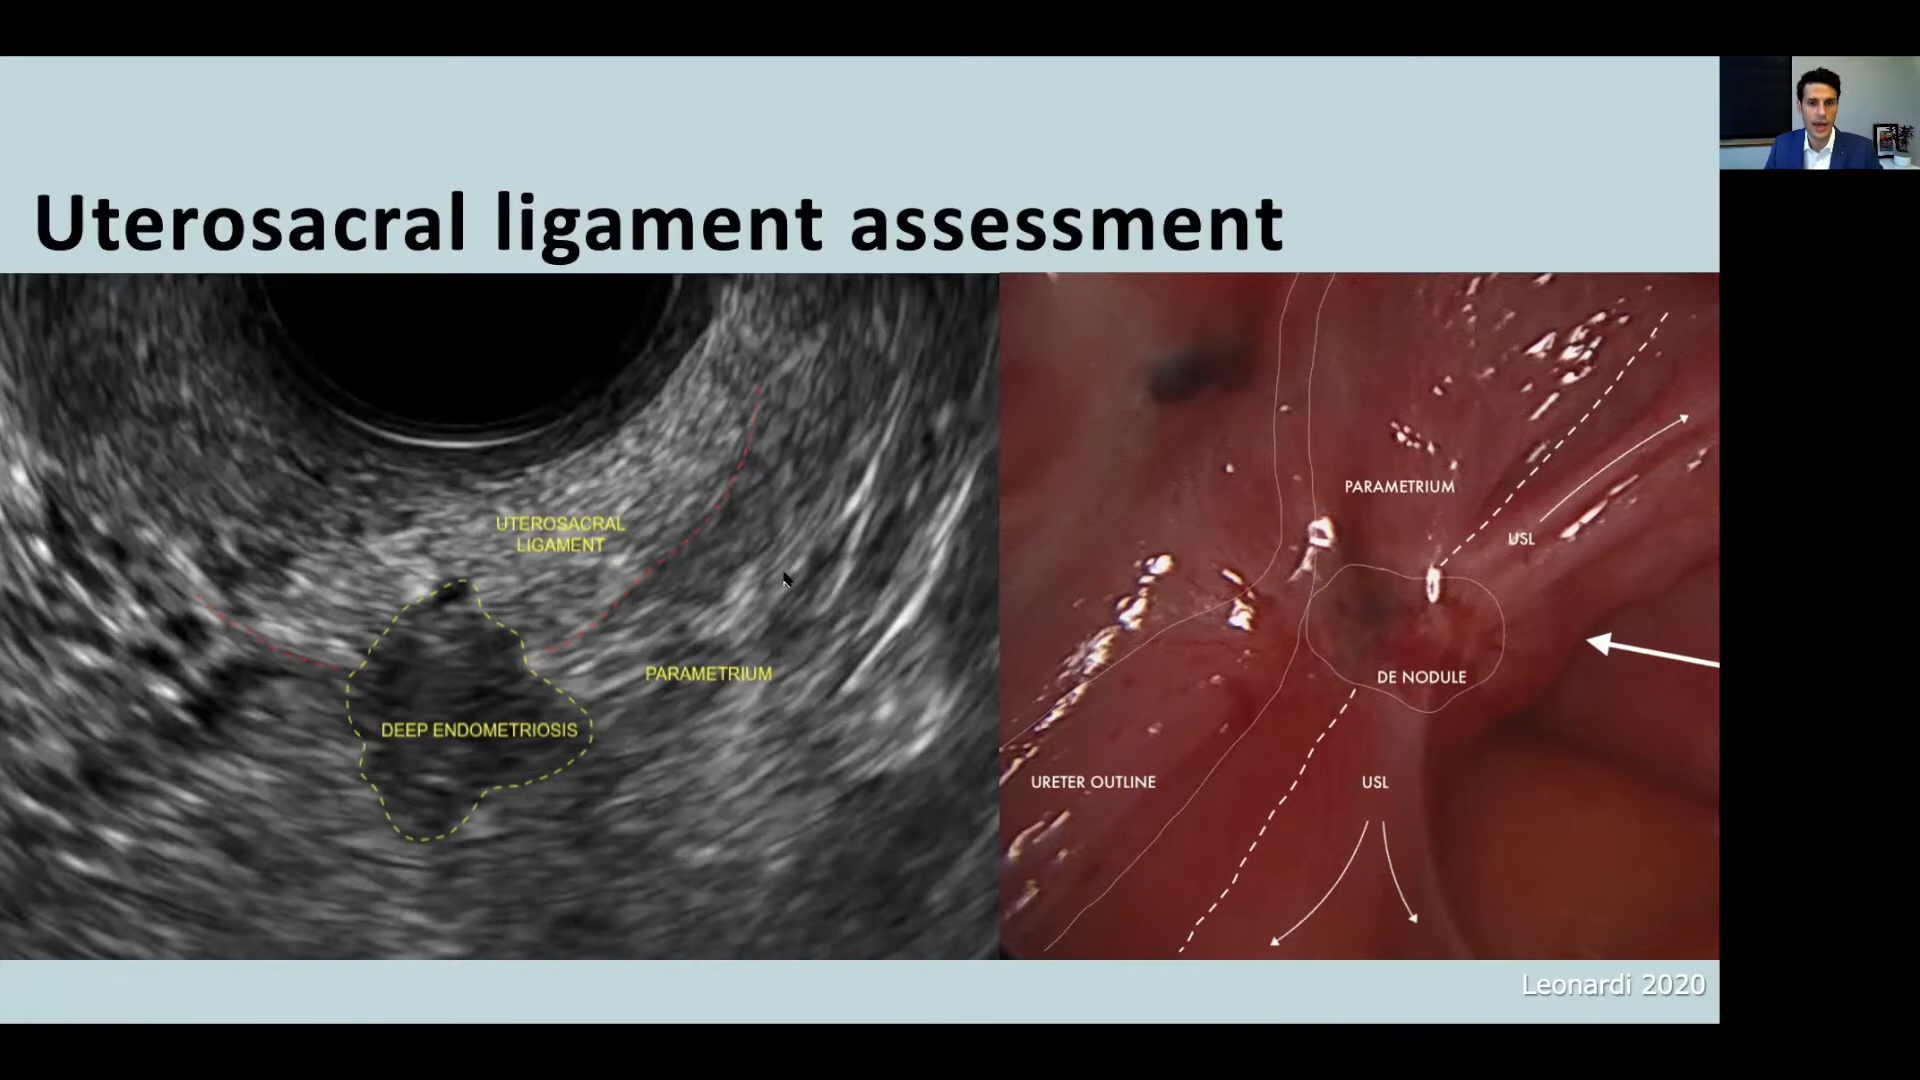 Uterosacral ligament assessment
UTEROSACRAL
LIGAMENT
PARAMETRIUM
DEEP ENDOMETRIOSIS
PARAMETRIUM
USL
DE NODULE
URETER OUTLINE
USL
Leonardi 2020